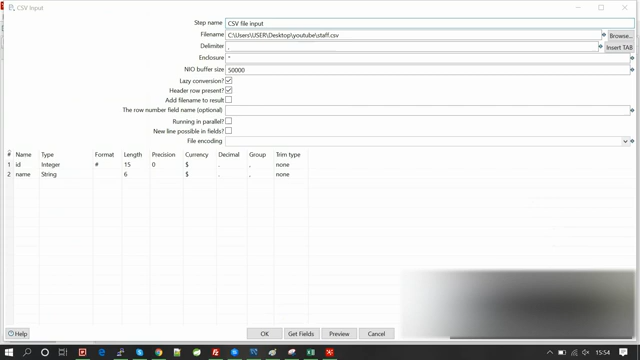 CSV Input
Step name CSV file input
Filename C:\Users\USER\Desktop\youtube\staff.csv Browse...
Delimiter , Insert TAB
Enclosure "
NIO buffer size 50000
Lazy conversion?
Header row present?
Add filename to result
The row number field name (optional)
Running in parallel?
New line possible in fields?
File encoding
# Name Type Format Length Precision Currency Decimal Group Trim type
1 id Integer # 15 0 $ . , none
2 name String 6 $ . , none
Help OK Get Fields Preview Cancel
15:54